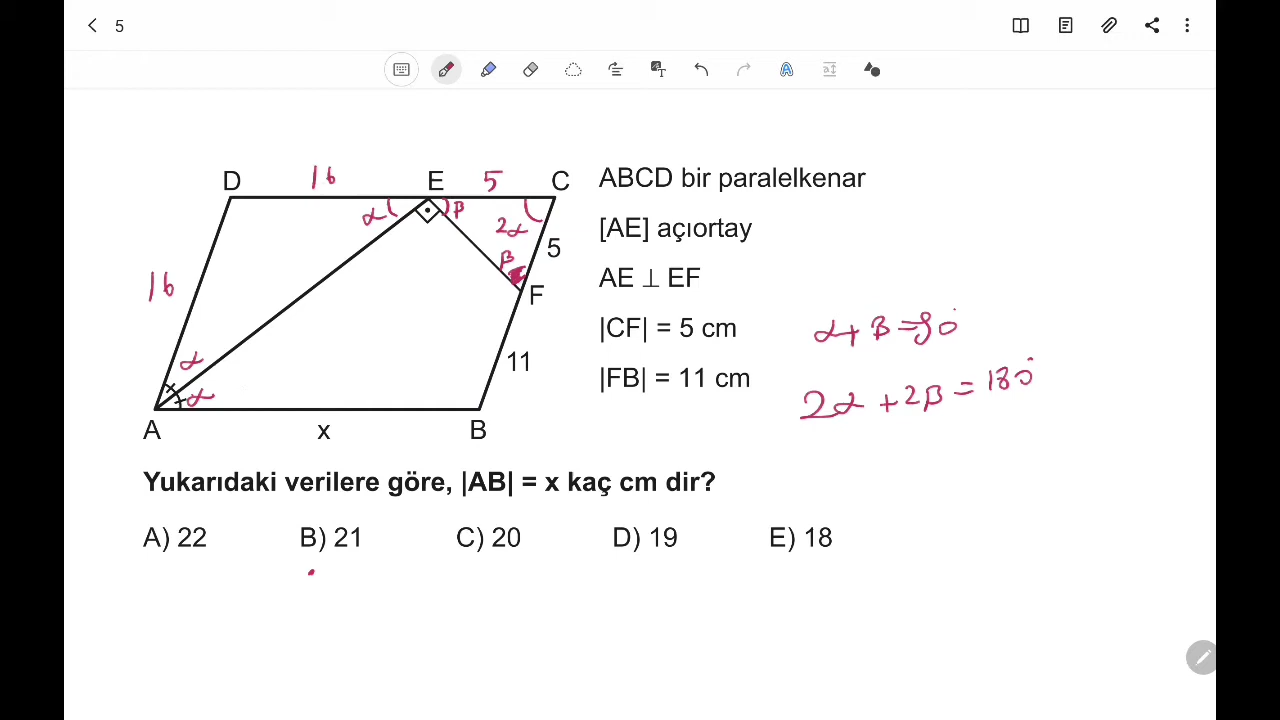 5
D 16 E 5 C
α β 2α
β 5
F
16
α
α
11
A x B
ABCD bir paralelkenar
[AE] açıortay
AE ⊥ EF
|CF| = 5 cm
|FB| = 11 cm
α + β = 90°
2α + 2β = 180°
Yukarıdaki verilere göre, |AB| = x kaç cm dir?
A) 22 B) 21 C) 20 D) 19 E) 18